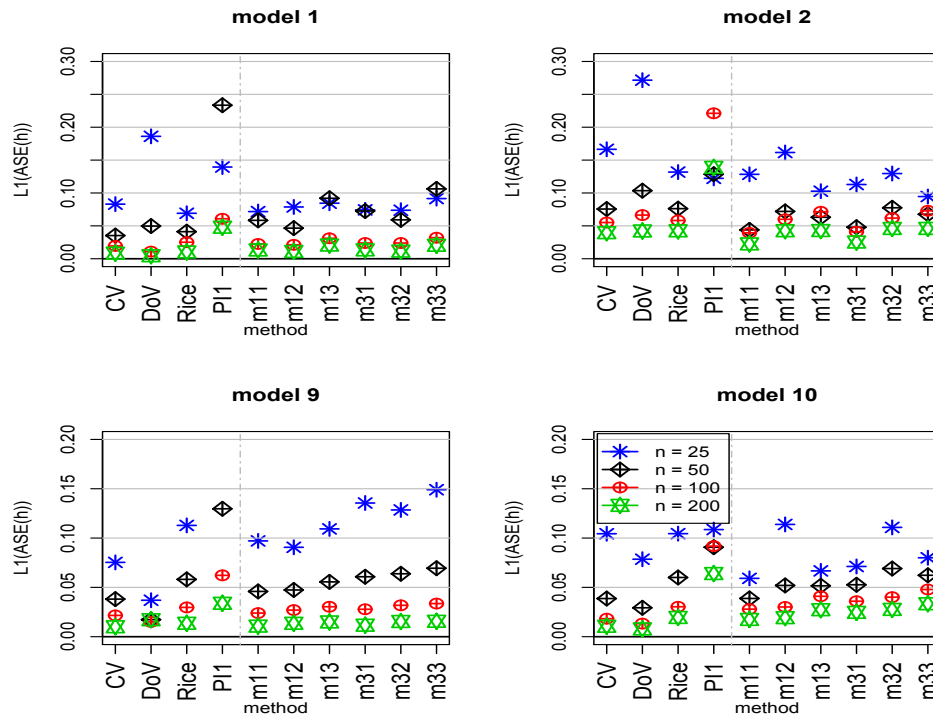 model 1
L1(ASE(h))
0.30
0.20
0.10
0.00
CV
DoV
Rice
PI1
m11
m12
m13
m31
m32
m33
method
model 2
L1(ASE(h))
0.30
0.20
0.10
0.00
CV
DoV
Rice
PI1
m11
m12
m13
m31
m32
m33
method
model 9
L1(ASE(h))
0.20
0.15
0.10
0.05
0.00
CV
DoV
Rice
PI1
m11
m12
m13
m31
m32
m33
method
model 10
L1(ASE(h))
0.20
0.15
0.10
0.05
0.00
n = 25
n = 50
n = 100
n = 200
CV
DoV
Rice
PI1
m11
m12
m13
m31
m32
m33
method